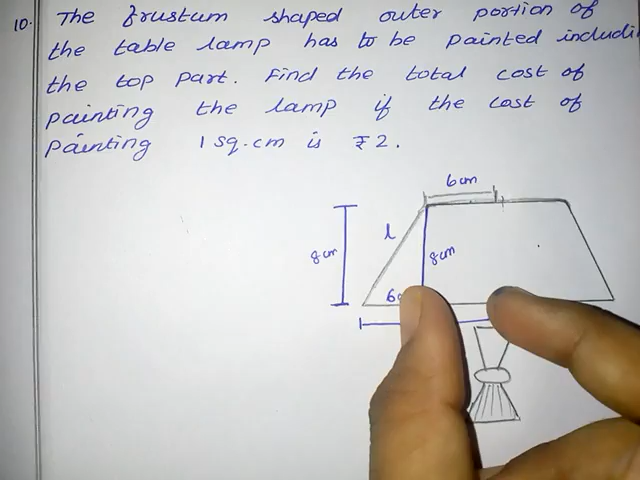 10. The frustum shaped outer portion of
the table lamp has to be painted includi
the top part. Find the total cost of
painting the lamp if the cost of
painting 1 sq.cm is ₹2.
6cm
l
8cm
8cm
6c